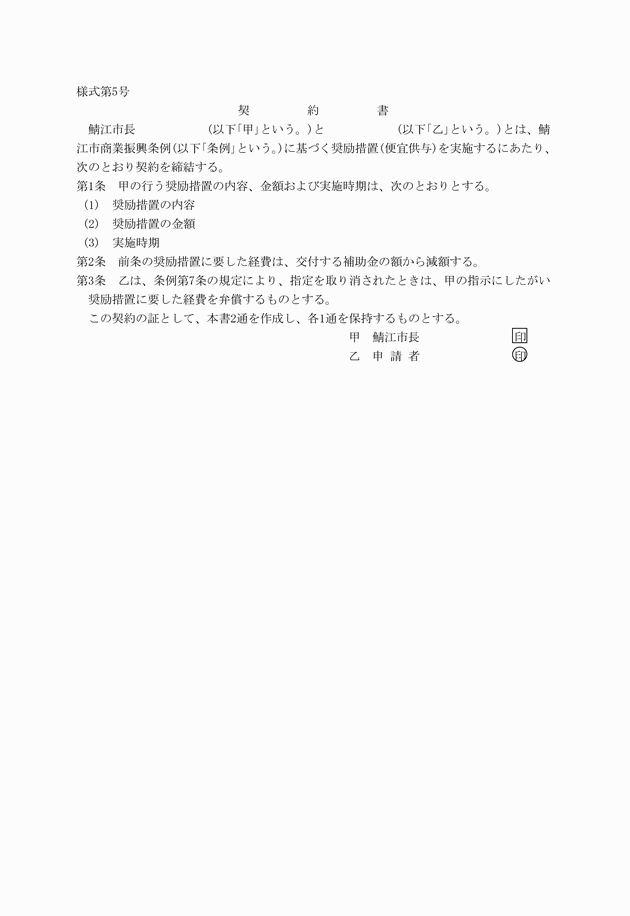 様式第5号
契　　　　　約　　　　　書
　鯖江市長　　　　　　(以下｢甲｣という。)と　　　　　　(以下｢乙｣という。)とは、鯖
江市商業振興条例(以下｢条例｣という。)に基づく奨励措置(便宜供与)を実施するにあたり、
次のとおり契約を締結する。
第1条　甲の行う奨励措置の内容、金額および実施時期は、次のとおりとする。
(1)　奨励措置の内容
(2)　奨励措置の金額
(3)　実施時期
第2条　前条の奨励措置に要した経費は、交付する補助金の額から減額する。
第3条　乙は、条例第7条の規定により、指定を取り消されたときは、甲の指示にしたがい
　奨励措置に要した経費を弁償するものとする。
　この契約の証として、本書2通を作成し、各1通を保持するものとする。
甲　鯖江市長　　　　　　　　印
乙　申 請 者　　　　　　　　印